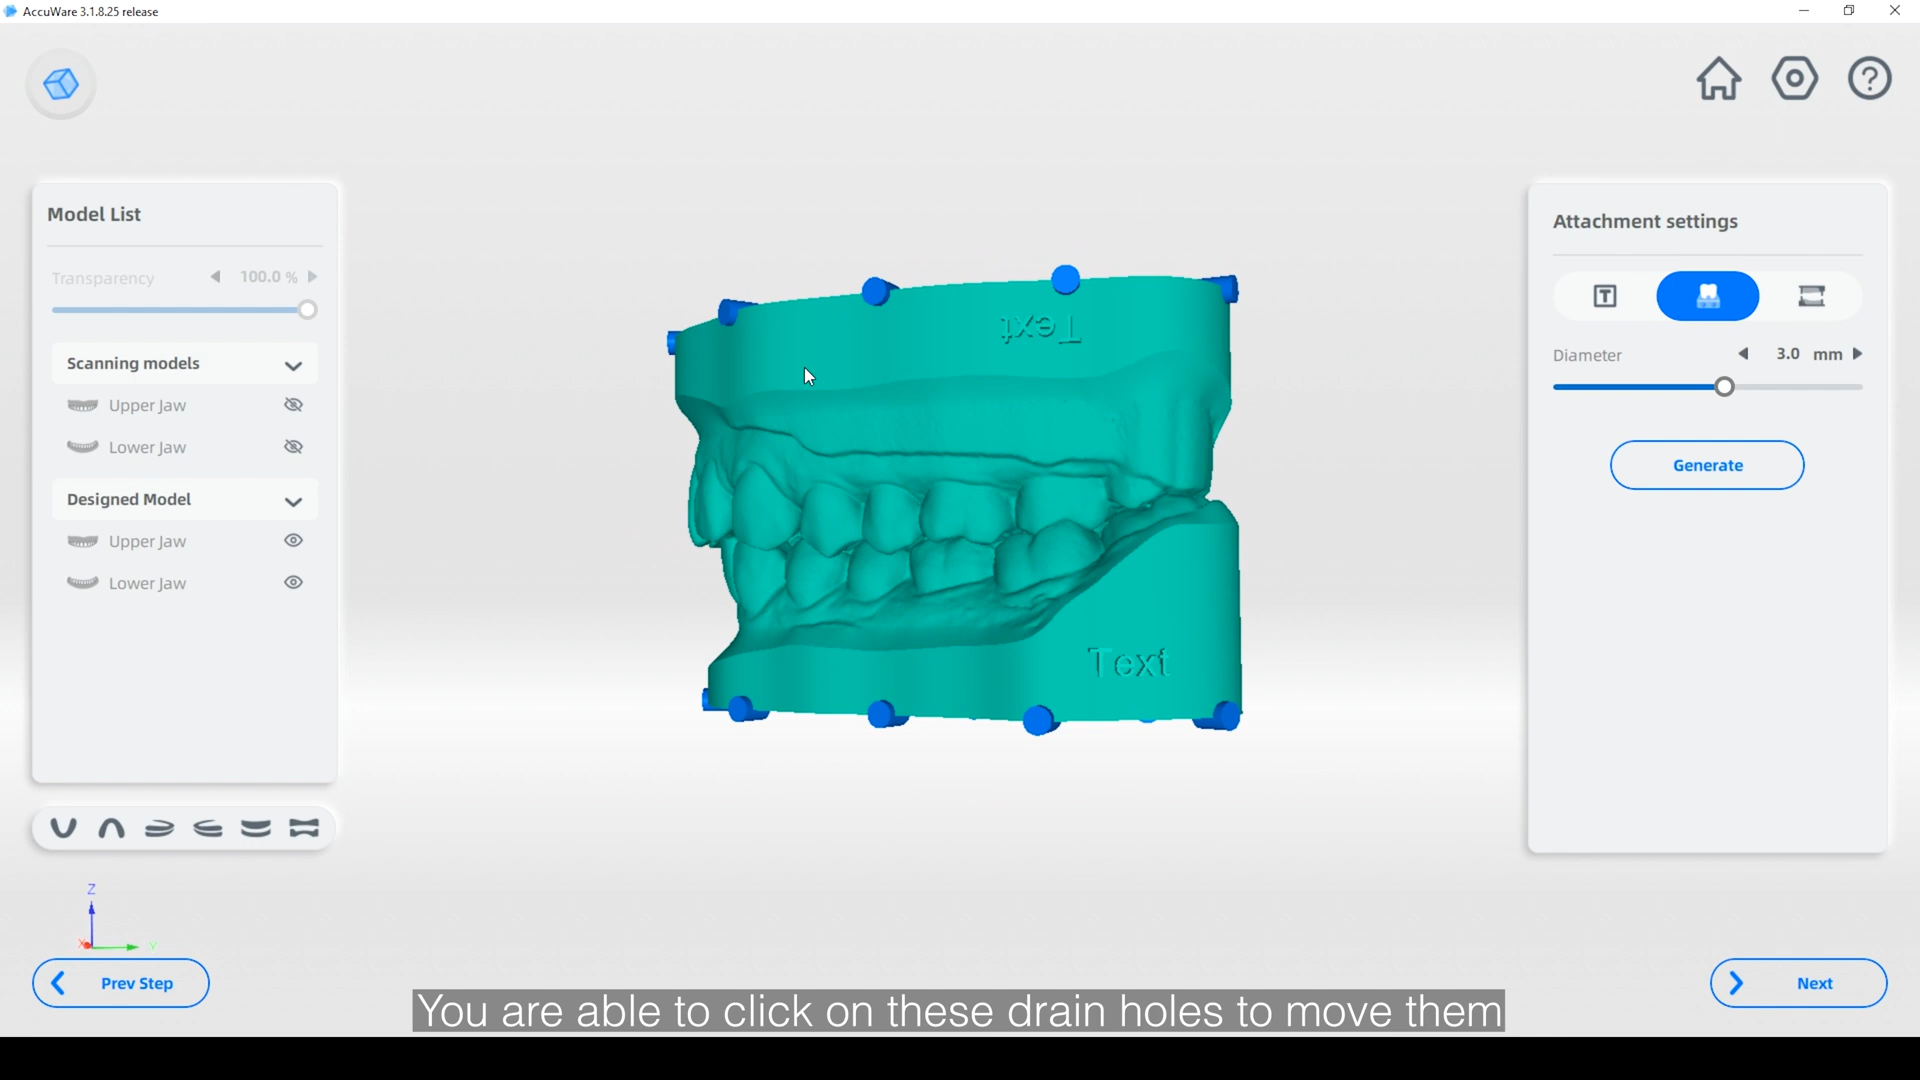 AccuWare 3.1.8.25 release
Model List
Transparency 100.0 %
Scanning models
Upper Jaw
Lower Jaw
Designed Model
Upper Jaw
Lower Jaw
Text
Text
Attachment settings
T
Diameter 3.0 mm
Generate
Z
X
Y
Prev Step
Next
You are able to click on these drain holes to move them